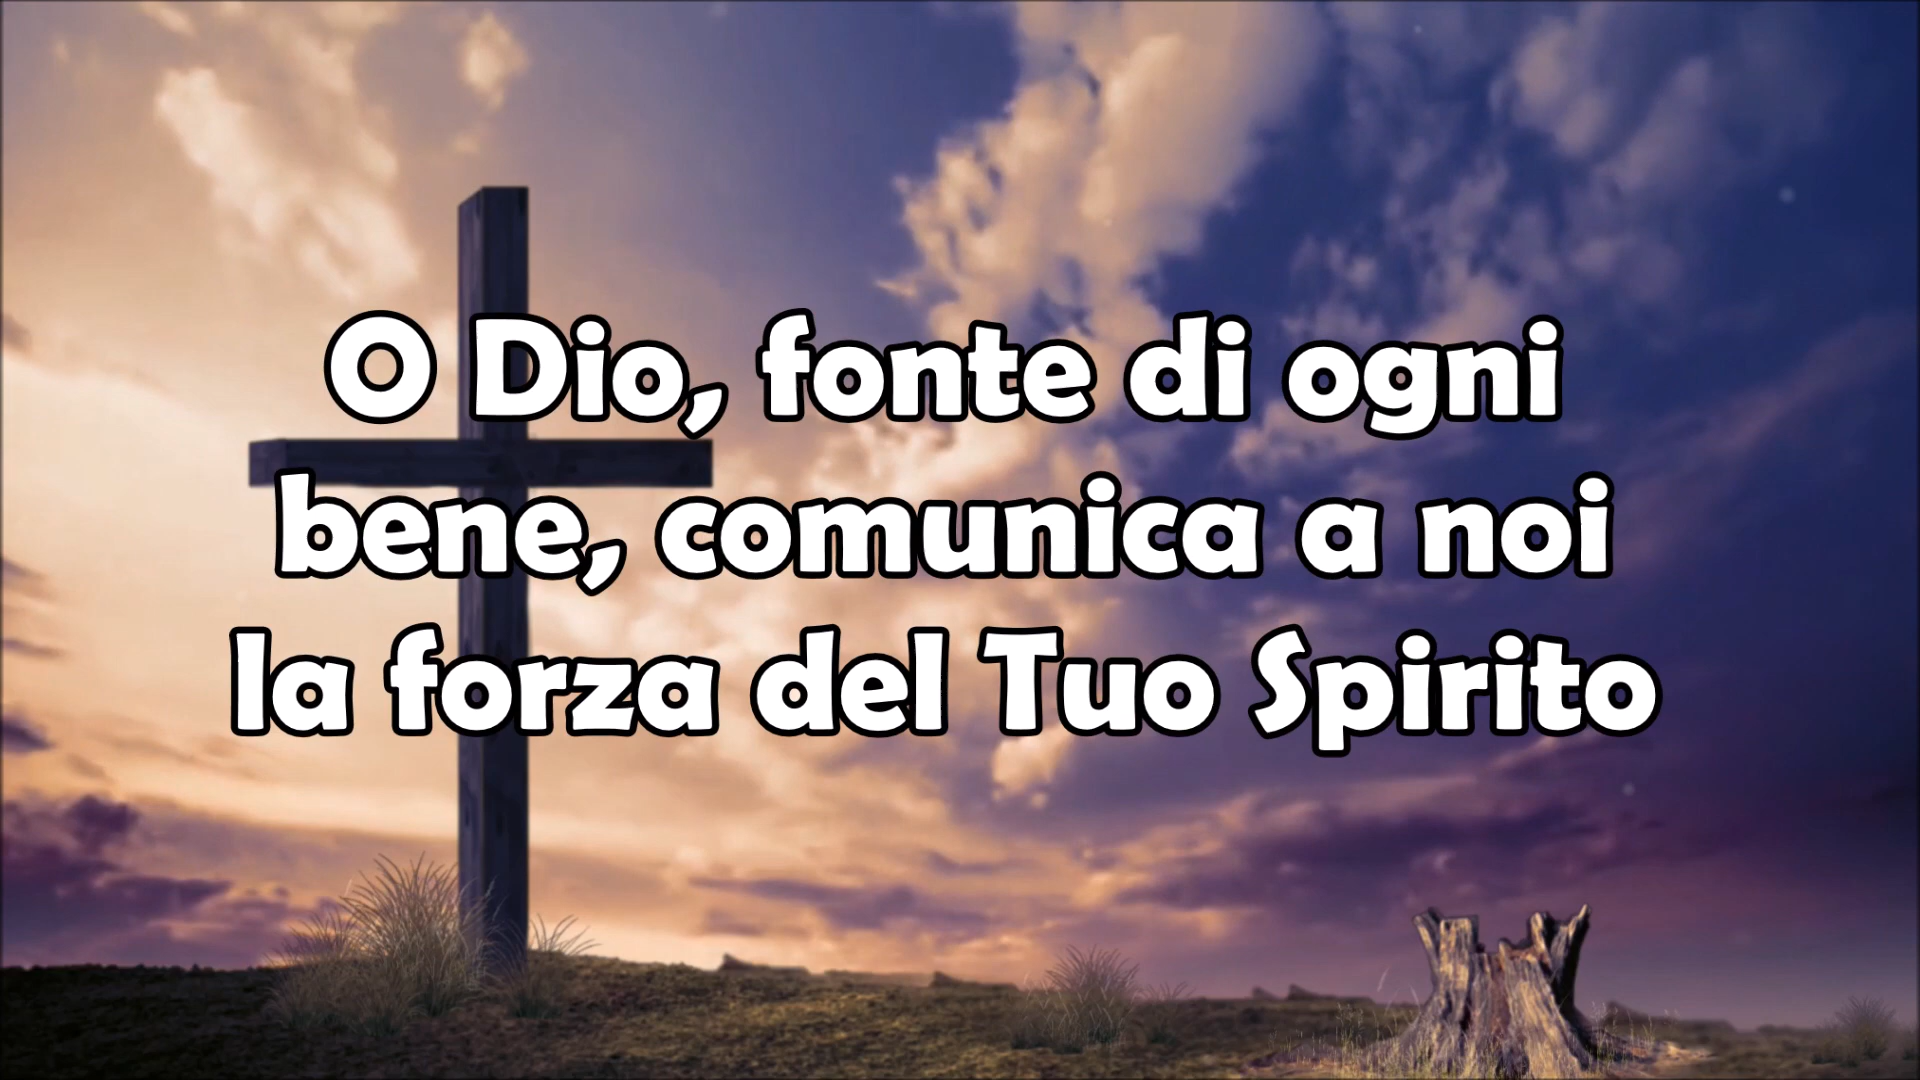 O Dio, fonte di ogni
bene, comunica a noi
la forza del Tuo Spirito